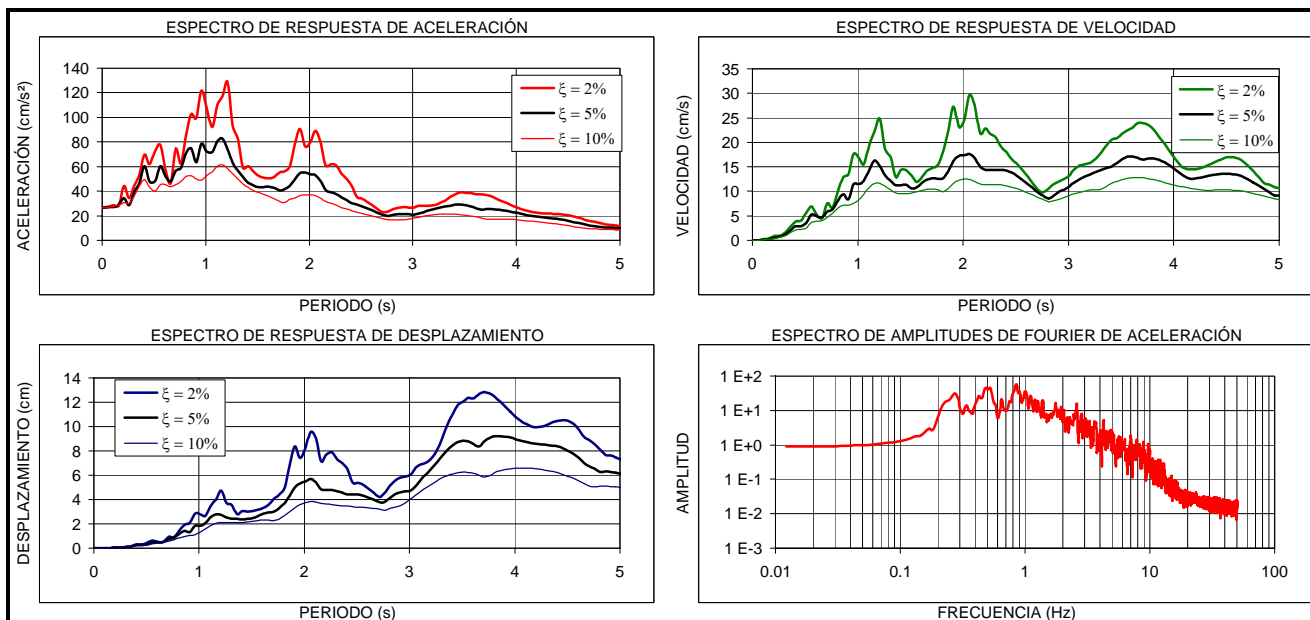 ESPECTRO DE RESPUESTA DE ACELERACIÓN
ACELERACIÓN (cm/s²)
140
120
100
80
60
40
20
0
0 1 2 3 4 5
ξ = 2%
ξ = 5%
ξ = 10%
PERIODO (s)
ESPECTRO DE RESPUESTA DE VELOCIDAD
VELOCIDAD (cm/s)
35
30
25
20
15
10
5
0
0 1 2 3 4 5
ξ = 2%
ξ = 5%
ξ = 10%
PERIODO (s)
ESPECTRO DE RESPUESTA DE DESPLAZAMIENTO
DESPLAZAMIENTO (cm)
14
12
10
8
6
4
2
0
0 1 2 3 4 5
ξ = 2%
ξ = 5%
ξ = 10%
PERIODO (s)
ESPECTRO DE AMPLITUDES DE FOURIER DE ACELERACIÓN
AMPLITUD
1 E+2
1 E+1
1 E+0
1 E-1
1 E-2
1 E-3
0.01 0.1 1 10 100
FRECUENCIA (Hz)